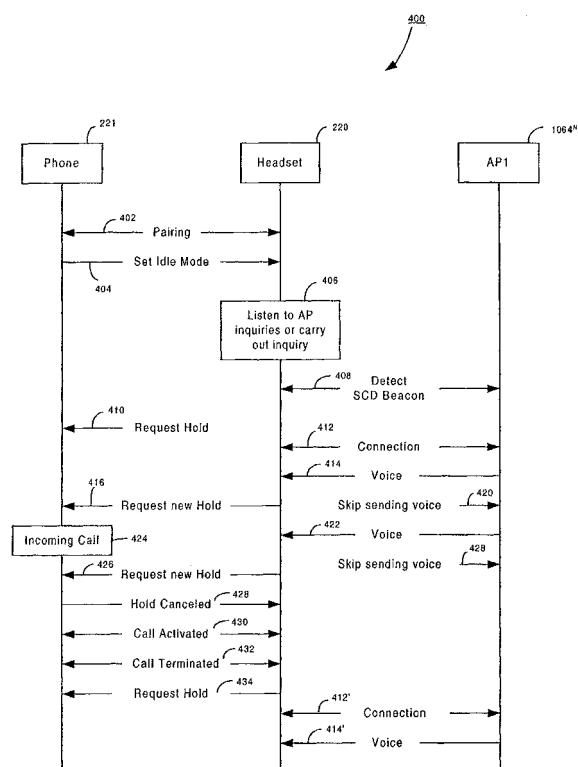 400
221
220
1064N
Phone
Headset
AP1
402
Pairing
Set Idle Mode
404
406
Listen to AP
inquiries or carry
out inquiry
408
Detect
SCD Beacon
410
Request Hold
412
Connection
414
Voice
416
Request new Hold
Skip sending voice
420
422
Incoming Call
424
Voice
426
Request new Hold
Skip sending voice
428
Hold Canceled
428
Call Activated
430
Call Terminated
432
Request Hold
434
412'
Connection
414'
Voice